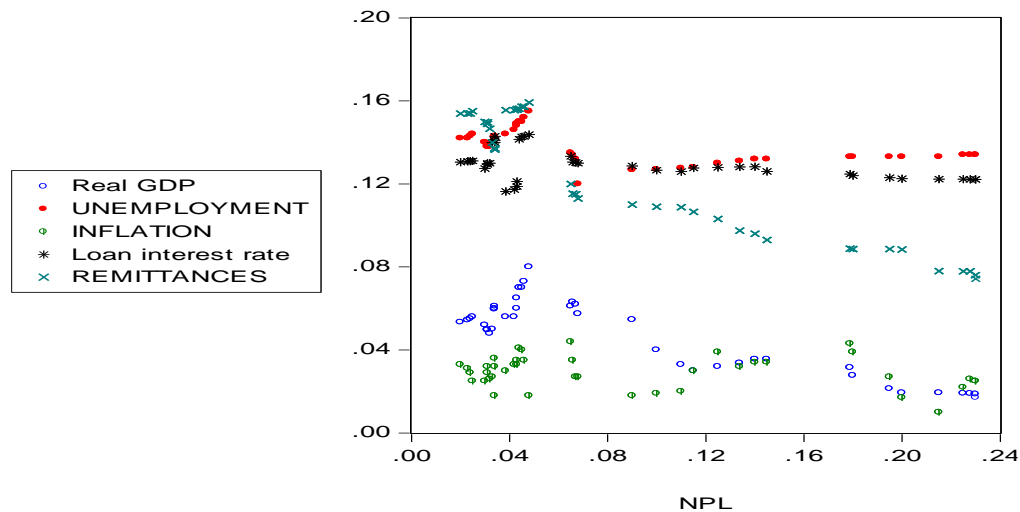 .20
.16
.12
.08
.04
.00
.00 .04 .08 .12 .16 .20 .24
NPL
Real GDP
UNEMPLOYMENT
INFLATION
Loan interest rate
REMITTANCES